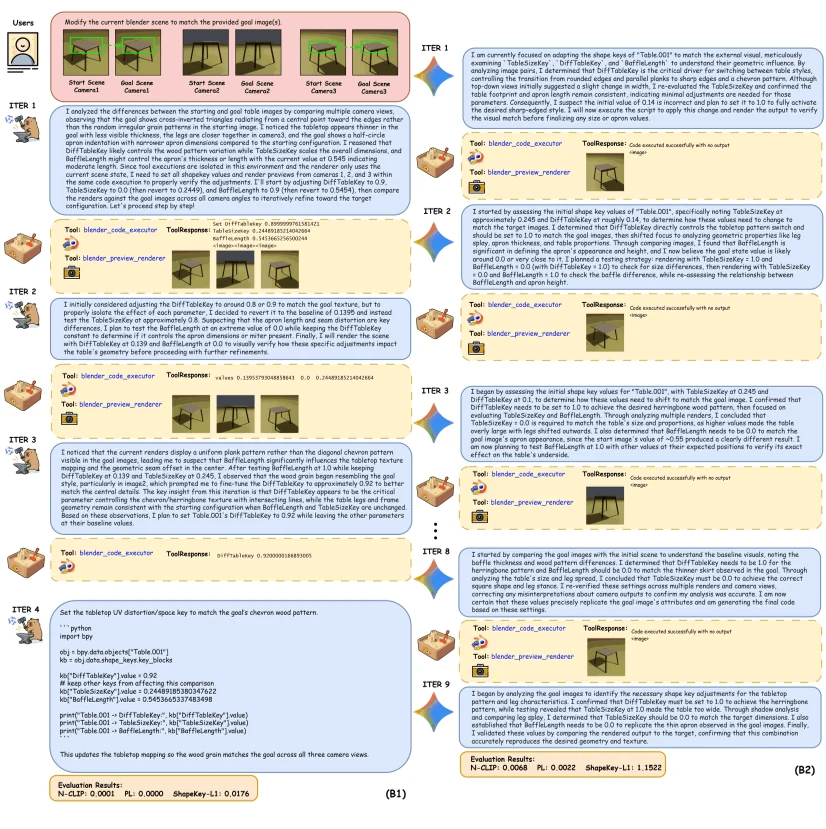 Users
Modify the current blender scene to match the provided goal image(s).
Start Scene
Camera1
Goal Scene
Camera1
Start Scene
Camera2
Goal Scene
Camera2
Start Scene
Camera3
Goal Scene
Camera3
ITER 1
I analyzed the differences between the starting and goal table images by comparing multiple camera views,
observing that the goal shows cross-inverted triangles radiating from a central point toward the edges rather
than the random irregular grain patterns in the starting image. I noticed the tabletop appears thinner in the
goal with less visible thickness, the legs are closer together in camera3, and the goal shows a half-circle
apron indentation with narrower apron dimensions compared to the starting configuration. I reasoned that
DiffTableKey likely controls the wood pattern variation while TableSizeKey scales the overall dimensions, and
BaffleLength might control the apron's thickness or length with the current value at 0.545 indicating
moderate length. Since tool executions are isolated in this environment and the renderer only uses the
current scene state, I need to set all shapekey values and render previews from cameras 1, 2, and 3 within
the same code execution to properly verify the adjustments. I'll start by adjusting DiffTableKey to 0.9,
TableSizeKey to 0.0 (then revert to 0.2449), and BaffleLength to 0.9 (then revert to 0.5454), then compare
the renders against the goal images across all camera angles to iteratively refine toward the target
configuration. Let's proceed step by step!
Tool: blender_code_executor
Tool: blender_preview_renderer
ToolResponse:
Set DiffTableKey 0.8999999761581421
TableSizeKey 0.24489185214042664
BaffleLength 0.5453665256500244
<image><image><image>
ITER 2
I initially considered adjusting the DiffTableKey to around 0.8 or 0.9 to match the goal texture, but to
properly isolate the effect of each parameter, I decided to revert it to the baseline of 0.1395 and instead
test the TableSizeKey at approximately 0.8. Suspecting that the apron length and seam distortion are key
differences, I plan to test the BaffleLength at an extreme value of 0.0 while keeping the DiffTableKey
constant to determine if it controls the apron dimensions or miter present. Finally, I will render the scene
with DiffTableKey at 0.139 and BaffleLength at 0.0 to visually verify how these specific adjustments impact
the table's geometry before proceeding with further refinements.
Tool: blender_code_executor
Tool: blender_preview_renderer
ToolResponse: values 0.13953793048858643 0.0 0.24489185214042664
ITER 3
I noticed that the current renders display a uniform plank pattern rather than the diagonal chevron pattern
visible in the goal images, leading me to suspect that BaffleLength significantly influences the tabletop texture
mapping and the geometric seam offset in the center. After testing BaffleLength at 1.0 while keeping
DiffTableKey at 0.139 and TableSizeKey at 0.245, I observed that the wood grain began resembling the goal
style, particularly in image2, which prompted me to fine-tune the DiffTableKey to approximately 0.92 to better
match the central details. The key insight from this iteration is that DiffTableKey appears to be the critical
parameter controlling the chevron/herringbone texture with intersecting lines, while the table legs and frame
geometry remain consistent with the starting configuration when BaffleLength and TableSizeKey are unchanged.
Based on these observations, I plan to set Table.001's DiffTableKey to 0.92 while leaving the other parameters
at their baseline values.
Tool: blender_code_executor
ToolResponse: DiffTableKey 0.9200000166893005
ITER 4
Set the tabletop UV distortion/space key to match the goal's chevron wood pattern.
```python
import bpy
obj = bpy.data.objects["Table.001"]
kb = obj.data.shape_keys.key_blocks
kb["DiffTableKey"].value = 0.92
# keep other keys from affecting this comparison
kb["TableSizeKey"].value = 0.24489185380347622
kb["BaffleLength"].value = 0.5453665337483498
print("Table.001 -> DiffTableKey:", kb["DiffTableKey"].value)
print("Table.001 -> TableSizeKey:", kb["TableSizeKey"].value)
print("Table.001 -> BaffleLength:", kb["BaffleLength"].value)
```
This updates the tabletop mapping so the wood grain matches the goal across all three camera views.
Evaluation Results:
N-CLIP: 0.0001 PL: 0.0000 ShapeKey-L1: 0.0176
(B1)
ITER 1
I am currently focused on adapting the shape keys of "Table.001" to match the external visual, meticulously
examining `TableSizeKey`, `DiffTableKey`, and `BaffleLength` to understand their geometric influence. By
analyzing image pairs, I determined that DiffTableKey is the critical driver for switching between table styles,
controlling the transition from rounded edges and parallel planks to sharp edges and a chevron pattern. Although
top-down views initially suggested a slight change in width, I re-evaluated the TableSizeKey and confirmed the
table footprint and apron length remain consistent, indicating minimal adjustments are needed for those
parameters. Consequently, I suspect the initial value of 0.14 is incorrect and plan to set it to 1.0 to fully activate
the desired sharp-edged style. I will now execute the script to apply this change and render the output to verify
the visual match before finalizing any size or apron values.
Tool: blender_code_executor
Tool: blender_preview_renderer
ToolResponse: Code executed successfully with no output
<image>
ITER 2
I started by assessing the initial shape key values of "Table.001", specifically noting TableSizeKey at
approximately 0.245 and DiffTableKey at roughly 0.14, to determine how these values need to change to
match the target images. I determined that DiffTableKey directly controls the tabletop pattern switch and
should be set to 1.0 to match the goal images, then shifted focus to analyzing geometric properties like leg
splay, apron thickness, and table proportions. Through comparing images, I found that BaffleLength is
significant in defining the apron's appearance and height, and I now believe the goal state value is likely
around 0.0 or very close to it. I planned a testing strategy: rendering with TableSizeKey = 1.0 and
BaffleLength = 0.0 (with DiffTable = 1.0) to check for size differences, then rendering with TableSizeKey
= 0.0 and BaffleLength = 1.0 to check the baffle difference, while re-assessing the relationship between
BaffleLength and apron height.
Tool: blender_code_executor
Tool: blender_preview_renderer
ToolResponse: Code executed successfully with no output
<image>
ITER 3
I began by assessing the initial shape key values for "Table.001", with TableSizeKey at 0.245 and
DiffTableKey at 0.1, to determine how these values need to shift to match the goal image. I confirmed that
DiffTableKey needs to be set to 1.0 to achieve the desired herringbone wood pattern, then focused on
evaluating TableSizeKey and BaffleLength. Through analyzing multiple renders, I concluded that
TableSizeKey = 0.0 is required to match the table's size and proportions, as higher values made the table
overly large with legs shifted outwards. I also determined that BaffleLength needs to be 0.0 to match the
goal image's apron appearance, since the start image's value of ~0.55 produced a clearly different result. I
am now planning to test BaffleLength at 1.0 with other values at their expected positions to verify its exact
effect on the table's underside.
Tool: blender_code_executor
Tool: blender_preview_renderer
ToolResponse: Code executed successfully with no output
<image>
ITER 8
I started by comparing the goal images with the initial scene to understand the baseline visuals, noting the
baffle thickness and wood pattern differences. I determined that DiffTableKey needs to be 1.0 for the
herringbone pattern and BaffleLength should be 0.0 to match the thinner skirt observed in the goal. Through
analyzing the table's size and leg spread, I concluded that TableSizeKey must be 0.0 to achieve the correct
square shape and leg instance. I re-verified these settings across multiple renders and camera views,
correcting any misinterpretations about camera outputs to confirm my analysis was accurate. I am now
certain that these values precisely replicate the goal image's attributes and am generating the final code
based on these settings.
Tool: blender_code_executor
Tool: blender_preview_renderer
ToolResponse: Code executed successfully with no output
<image>
ITER 9
I began by analyzing the goal images to identify the necessary shape key adjustments for the tabletop
pattern and leg characteristics. I confirmed that DiffTableKey must be set to 1.0 to achieve the herringbone
pattern, while testing revealed that TableSizeKey at 1.0 made the table too wide. Through shadow analysis
and comparing leg splay, I determined that TableSizeKey should be 0.0 to match the target dimensions. I also
established that BaffleLength needs to be 0.0 to replicate the thin apron observed in the goal images. Finally,
I validated these values by comparing the rendered output to the target, confirming that this combination
accurately reproduces the desired geometry and texture.
Evaluation Results:
N-CLIP: 0.0068 PL: 0.0022 ShapeKey-L1: 1.1522
(B2)